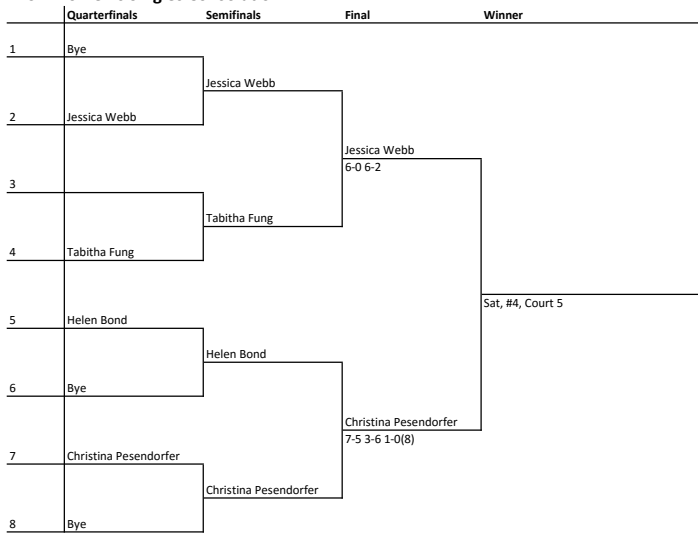 Quarterfinals Semifinals Final Winner
1 Bye
Jessica Webb
2 Jessica Webb
Jessica Webb
6-0 6-2
3
Tabitha Fung
4 Tabitha Fung
Sat, #4, Court 5
5 Helen Bond
Helen Bond
6 Bye
Christina Pesendorfer
7-5 3-6 1-0(8)
7 Christina Pesendorfer
Christina Pesendorfer
8 Bye